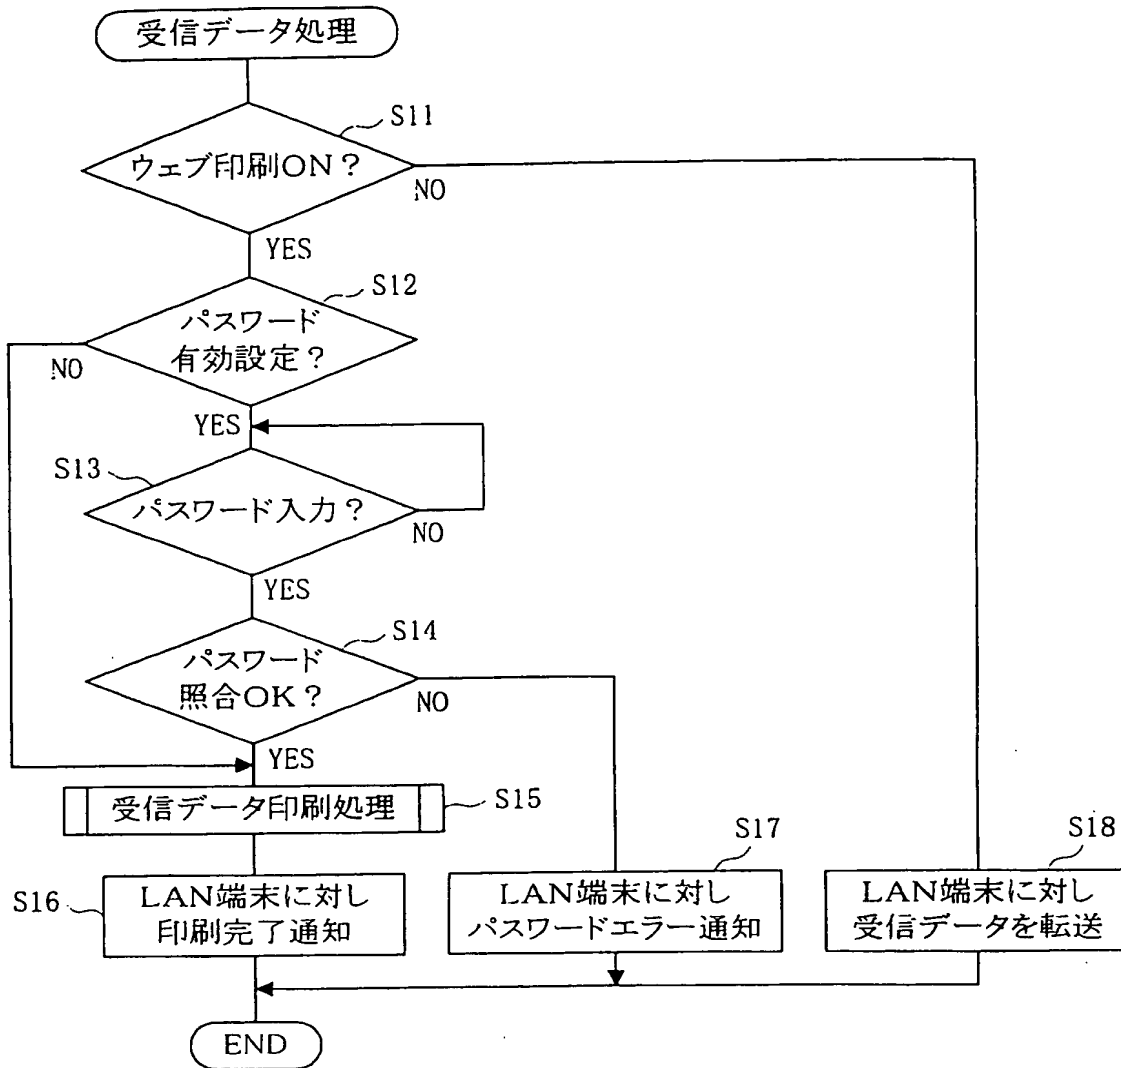 受信データ処理
S11
ウェブ印刷ON?
NO
YES
S12
パスワード
有効設定?
NO
YES
S13
パスワード入力?
NO
YES
S14
パスワード
照合OK?
NO
YES
受信データ印刷処理
S15
S16
LAN端末に対し
印刷完了通知
S17
LAN端末に対し
パスワードエラー通知
S18
LAN端末に対し
受信データを転送
END